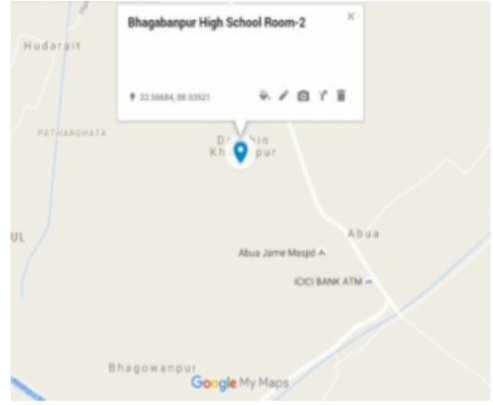 Bhagabanpur High School Room-2
×
22.56684, 88.53521
Hudarait
PATHARGHATA
UL
Abua
Abua Jame Masjid
ICICI BANK ATM
Bhagowanpur
Google My Maps